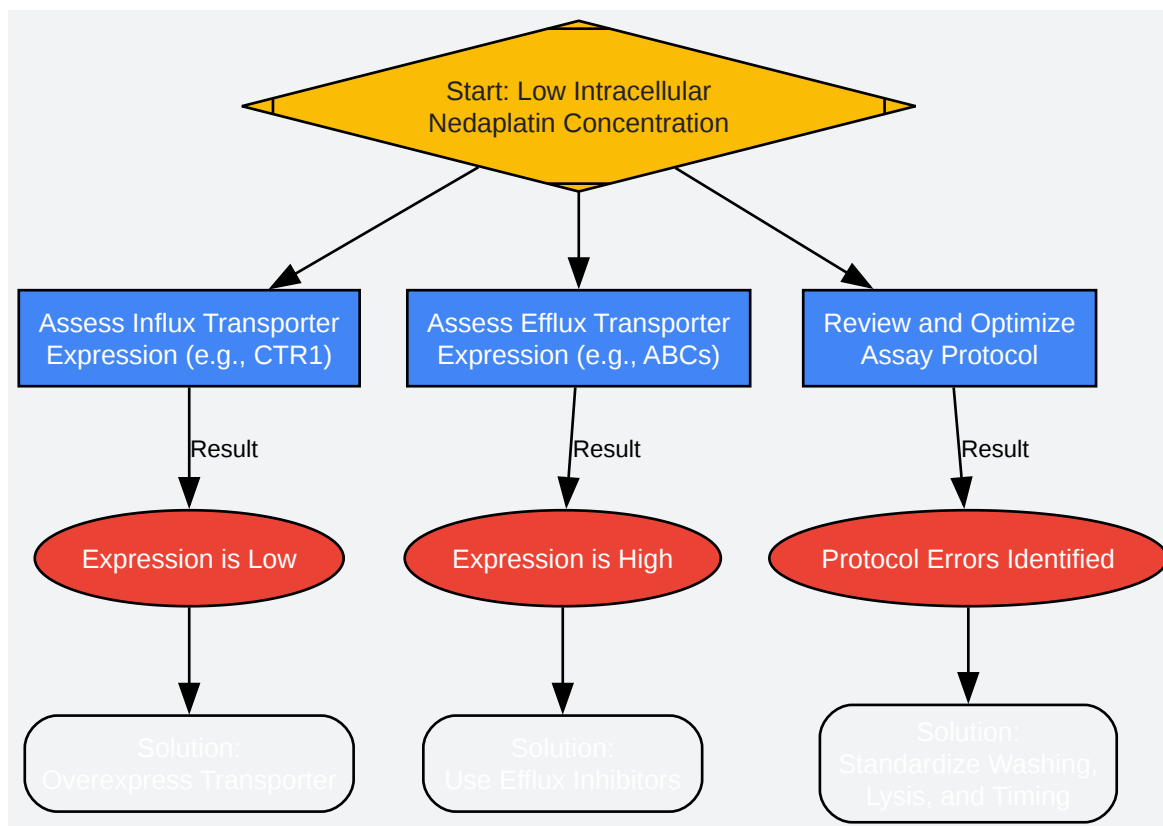 Start: Low Intracellular
Nedaplatin Concentration
Assess Influx Transporter
Expression (e.g., CTR1)
Assess Efflux Transporter
Expression (e.g., ABCs)
Review and Optimize
Assay Protocol
Result
Result
Result
Expression is Low
Expression is High
Protocol Errors Identified
Solution:
Overexpress Transporter
Solution:
Use Efflux Inhibitors
Solution:
Standardize Washing,
Lysis, and Timing